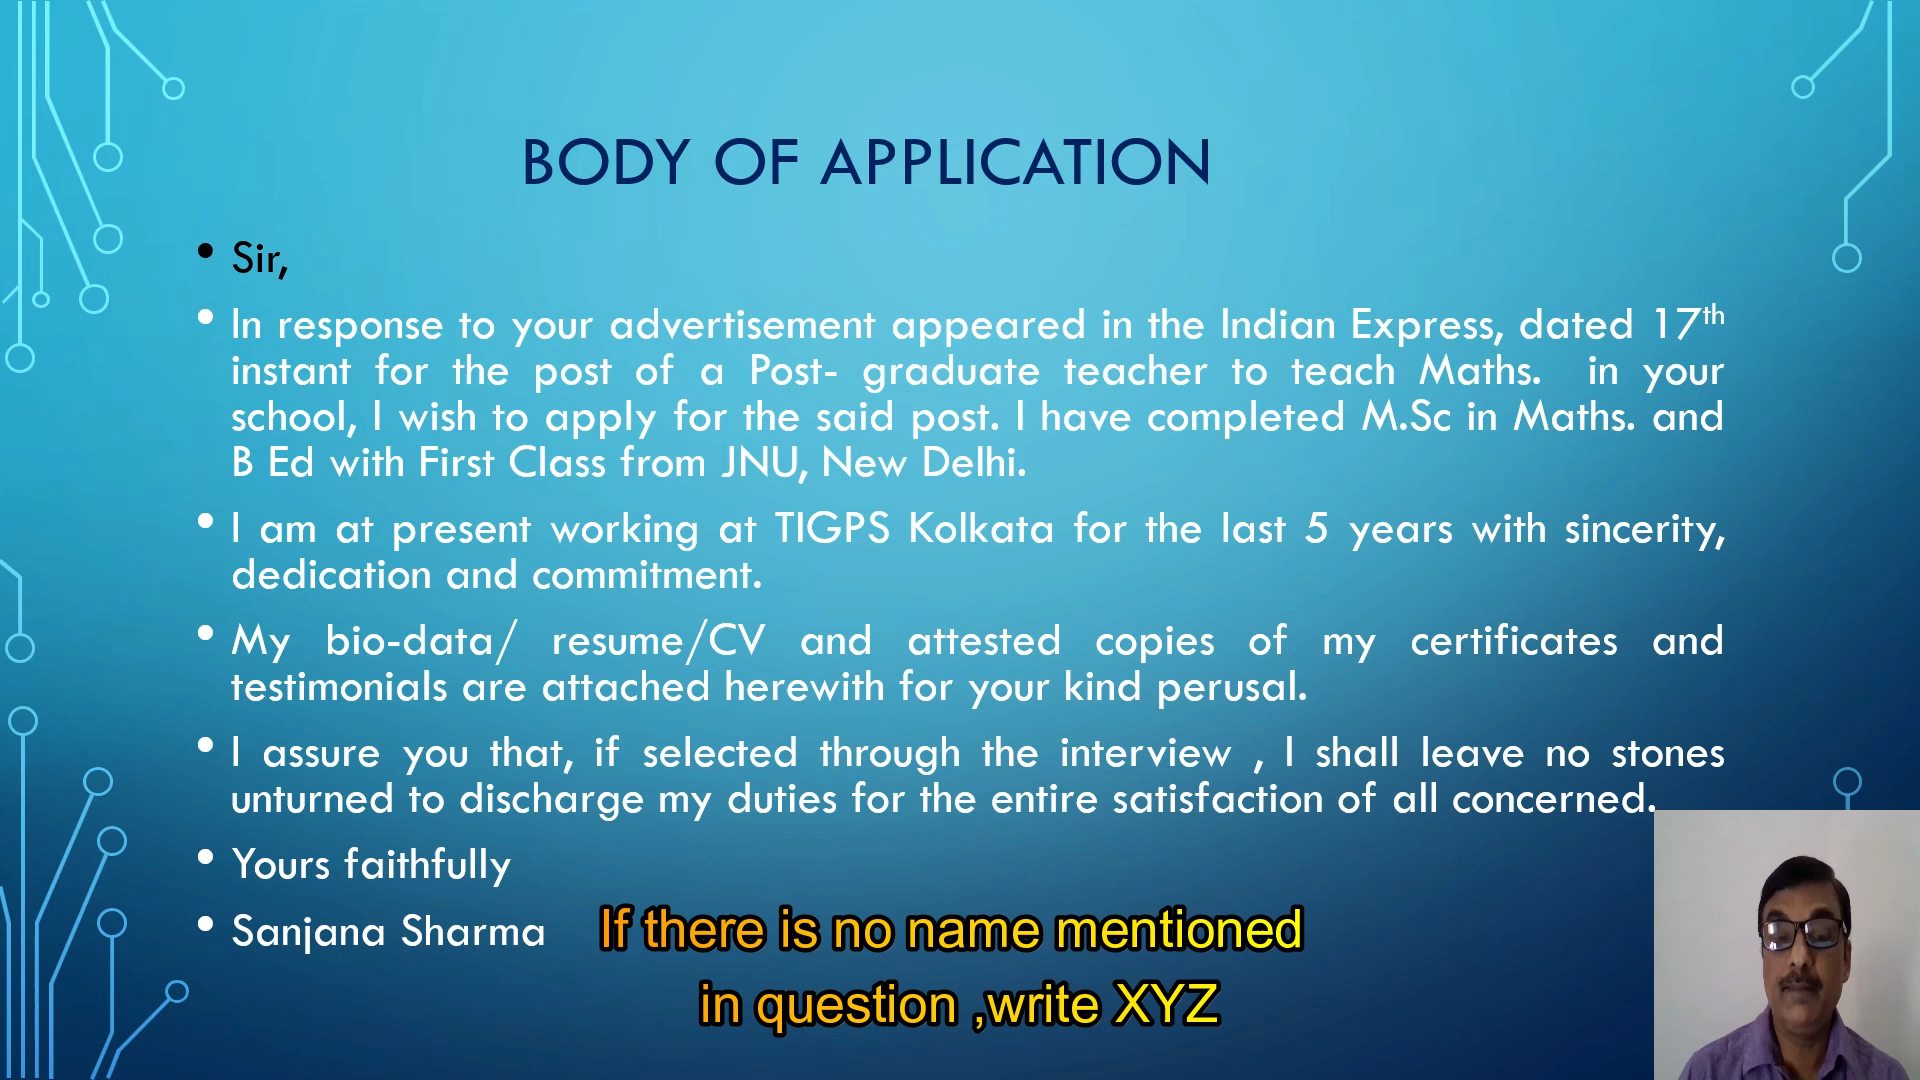 BODY OF APPLICATION
• Sir,
• In response to your advertisement appeared in the Indian Express, dated 17th
instant for the post of a Post- graduate teacher to teach Maths. in your
school, I wish to apply for the said post. I have completed M.Sc in Maths. and
B Ed with First Class from JNU, New Delhi.
• I am at present working at TIGPS Kolkata for the last 5 years with sincerity,
dedication and commitment.
• My bio-data/ resume/CV and attested copies of my certificates and
testimonials are attached herewith for your kind perusal.
• I assure you that, if selected through the interview , I shall leave no stones
unturned to discharge my duties for the entire satisfaction of all concerned.
• Yours faithfully
• Sanjana Sharma
If there is no name mentioned
in question ,write XYZ